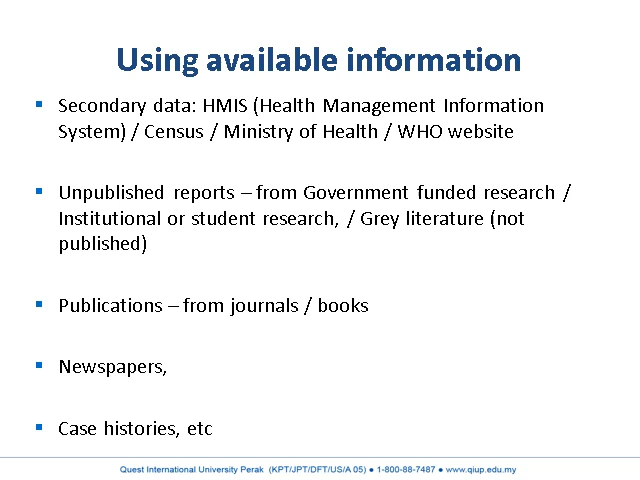 Using available information
▪ Secondary data: HMIS (Health Management Information
System) / Census / Ministry of Health / WHO website
▪ Unpublished reports – from Government funded research /
Institutional or student research, / Grey literature (not
published)
▪ Publications – from journals / books
▪ Newspapers,
▪ Case histories, etc
Quest International University Perak (KPT/JPT/DFT/US/A 05) ● 1-800-88-7487 ● www.qiup.edu.my